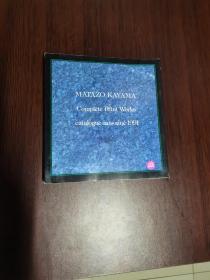 MATAZO KAYAMA
Complete Print Works
catalogue raisonné 1991